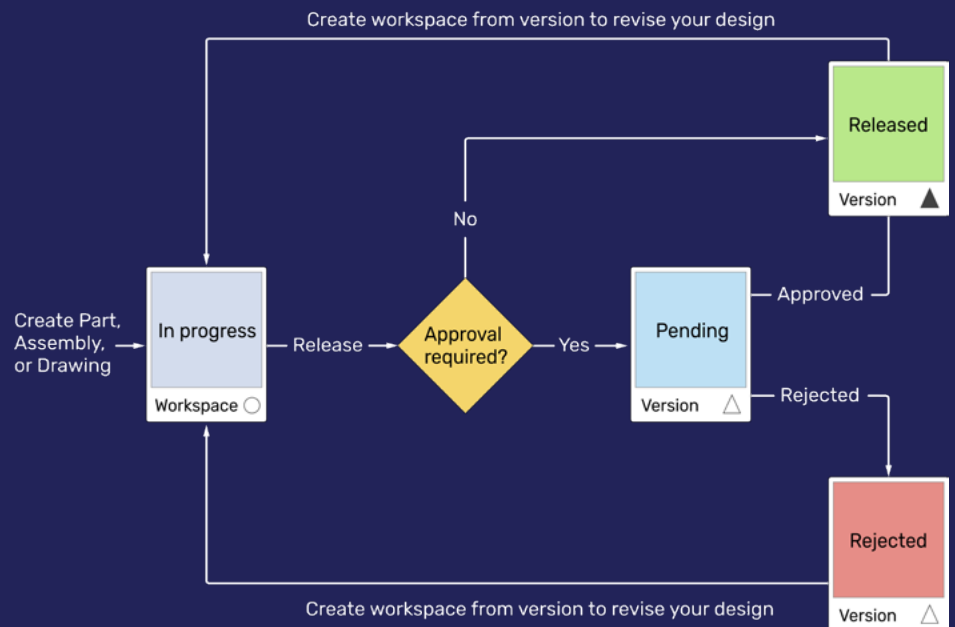 Create workspace from version to revise your design
Released
Version
No
Create Part,
Assembly,
or Drawing
In progress
Workspace
Release
Approval
required?
Yes
Pending
Version
Approved
Rejected
Rejected
Version
Create workspace from version to revise your design